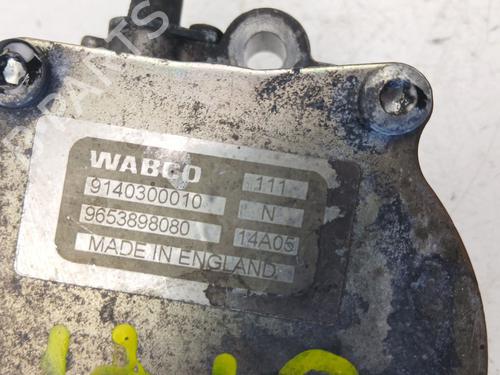 WABCO
9140300010 111
9653898080 N
14A05
MADE IN ENGLAND